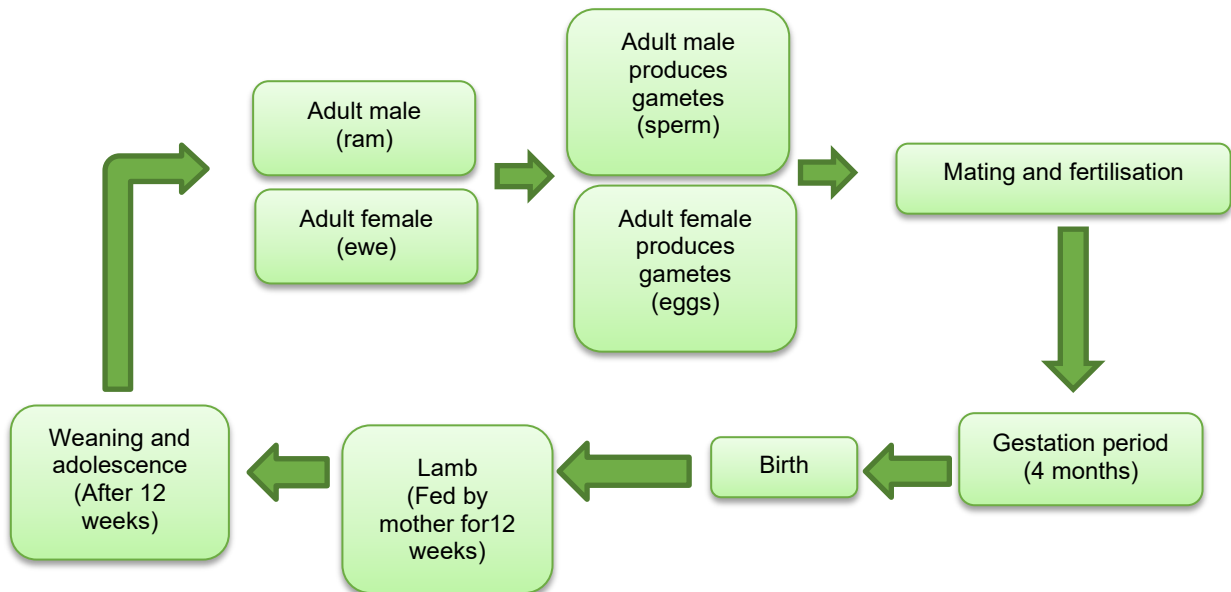 Adult male
(ram)
Adult female
(ewe)
Adult male
produces
gametes
(sperm)
Adult female
produces
gametes
(eggs)
Mating and fertilisation
Gestation period
(4 months)
Birth
Lamb
(Fed by
mother for12
weeks)
Weaning and
adolescence
(After 12
weeks)